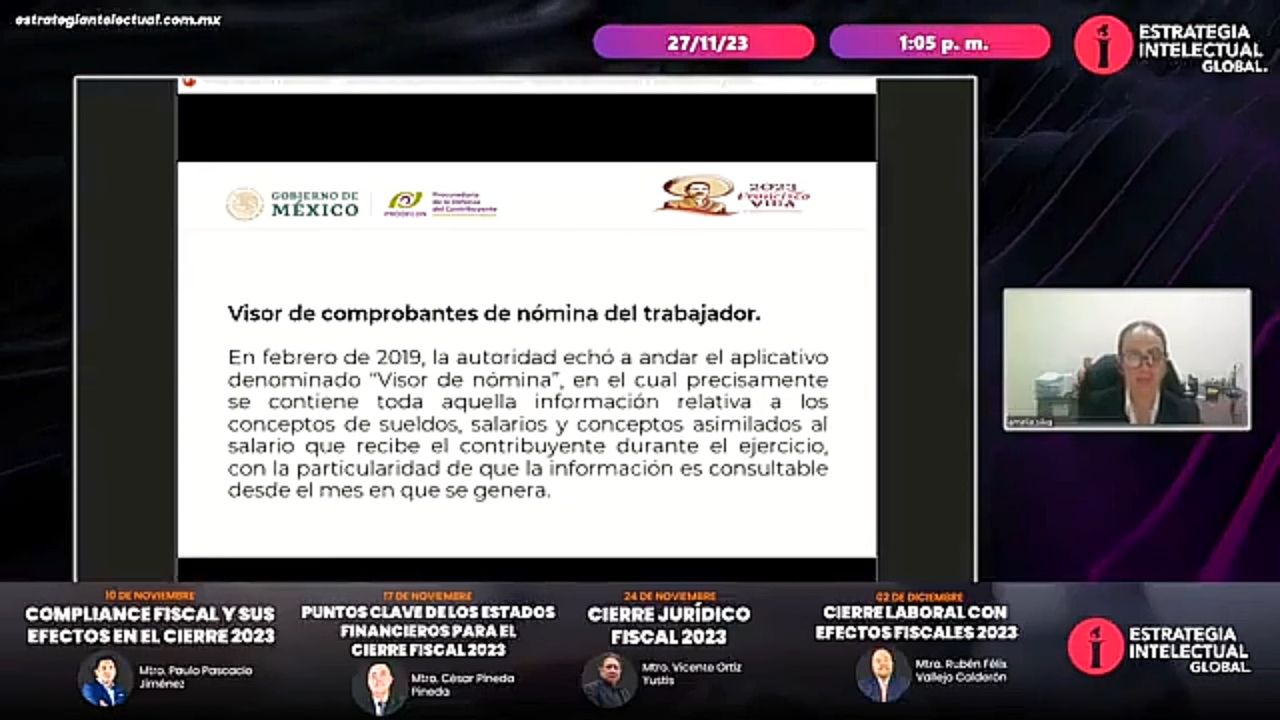 estrategiantelectual.com.mx
27/11/23
1:05 p. m.
ESTRATEGIA
INTELECTUAL
GLOBAL.
GOBIERNO DE
MÉXICO
PRODECON
Procuraduría
de la Defensa
del Contribuyente
2023
Francisco
VILLA
Visor de comprobantes de nómina del trabajador.
En febrero de 2019, la autoridad echó a andar el aplicativo
denominado “Visor de nómina”, en el cual precisamente
se contiene toda aquella información relativa a los
conceptos de sueldos, salarios y conceptos asimilados al
salario que recibe el contribuyente durante el ejercicio,
con la particularidad de que la información es consultable
desde el mes en que se genera.
10 DE NOVIEMBRE
COMPLIANCE FISCAL Y SUS
EFECTOS EN EL CIERRE 2023
Mtro. Paulo Pascacio
Jiménez
17 DE NOVIEMBRE
PUNTOS CLAVE DE LOS ESTADOS
FINANCIEROS PARA EL
CIERRE FISCAL 2023
Mtro. César Pineda
Pineda
24 DE NOVIEMBRE
CIERRE JURÍDICO
FISCAL 2023
Mtro. Vicente Ortiz
Yustis
02 DE DICIEMBRE
CIERRE LABORAL CON
EFECTOS FISCALES 2023
Mtro. Rubén Félix
Vallejo Calderón
ESTRATEGIA
INTELECTUAL
GLOBAL.